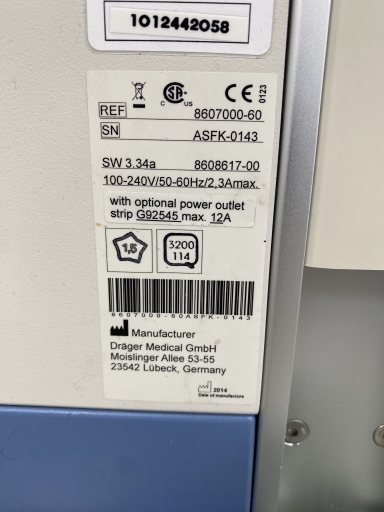 1012442058
C SA US CE 0123
REF 8607000-60
SN ASFK-0143
SW 3.34a 8608617-00
100-240V/50-60Hz/2,3Amax.
with optional power outlet
strip G92545 max. 12A
1,5 3200
114
8607000-60ASFK-0143
Manufacturer
Dräger Medical GmbH
Moislinger Allee 53-55
23542 Lübeck, Germany
2014
Date of manufacture